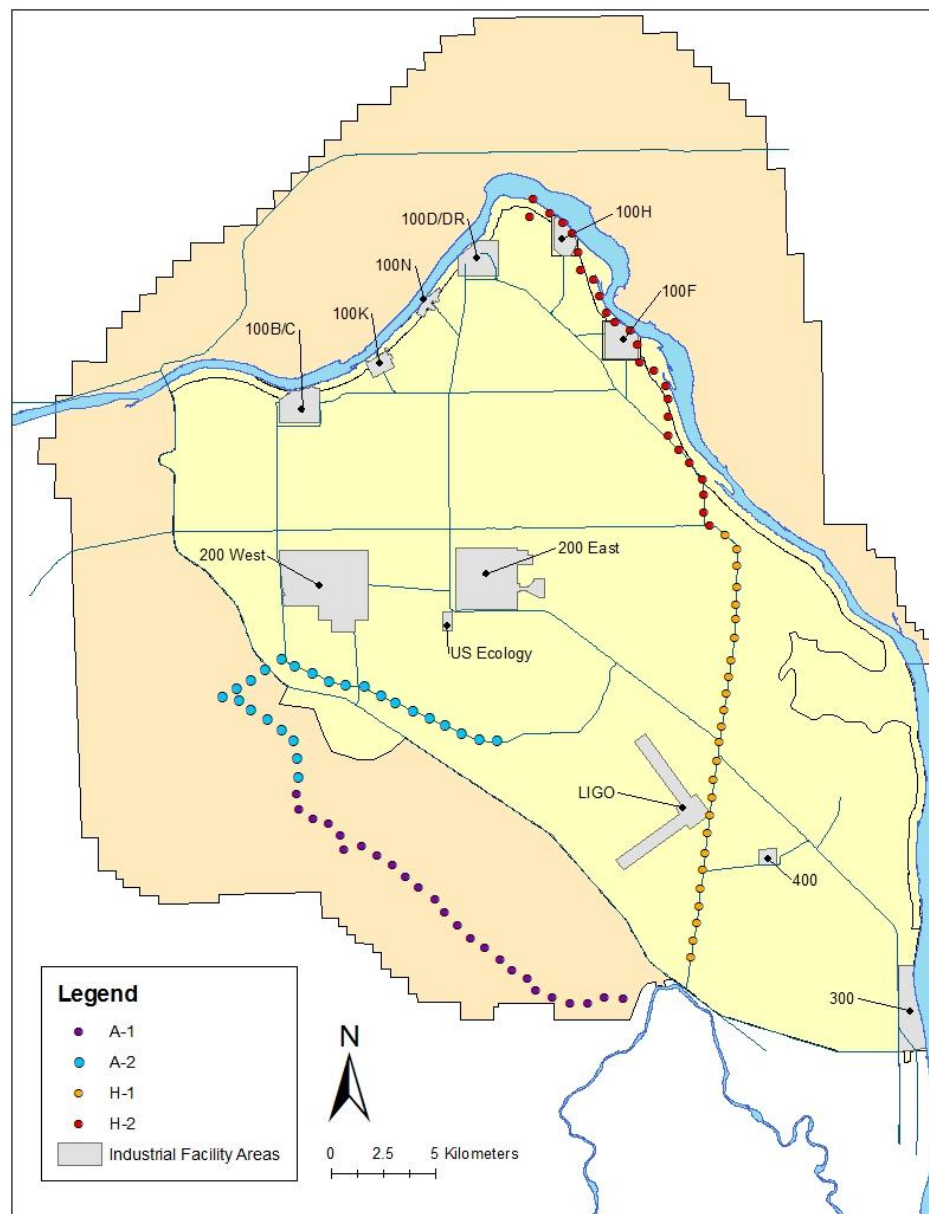 100D/DR
100H
100N
100F
100K
100B/C
200 West
200 East
US Ecology
LIGO
400
300
Legend
A-1
A-2
H-1
H-2
Industrial Facility Areas
N
0 2.5 5 Kilometers